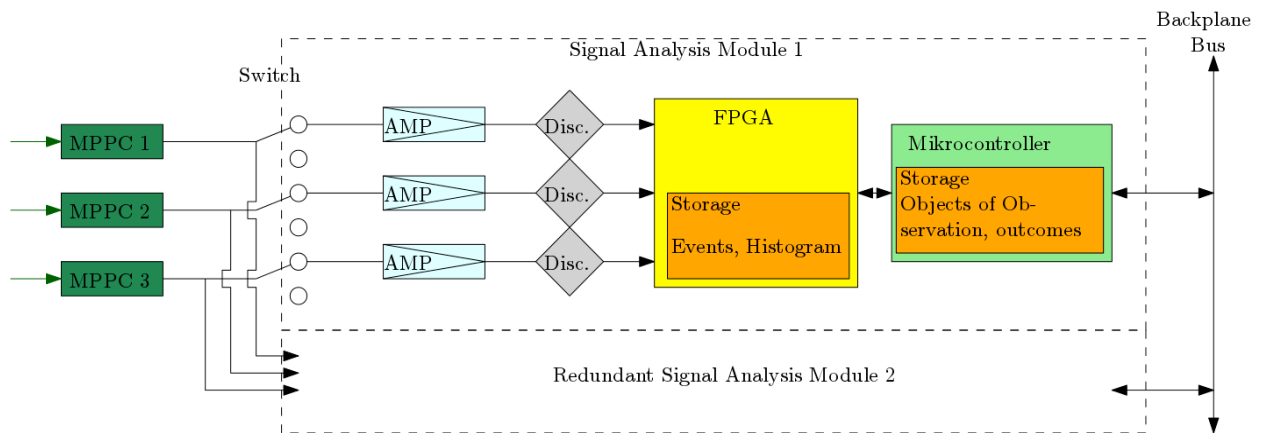 Backplane
Bus
Signal Analysis Module 1
Switch
MPPC 1
AMP
Disc.
FPGA
Mikrocontroller
MPPC 2
AMP
Disc.
Storage
Events, Histogram
Storage
Objects of Ob-
servation, outcomes
MPPC 3
AMP
Disc.
Redundant Signal Analysis Module 2